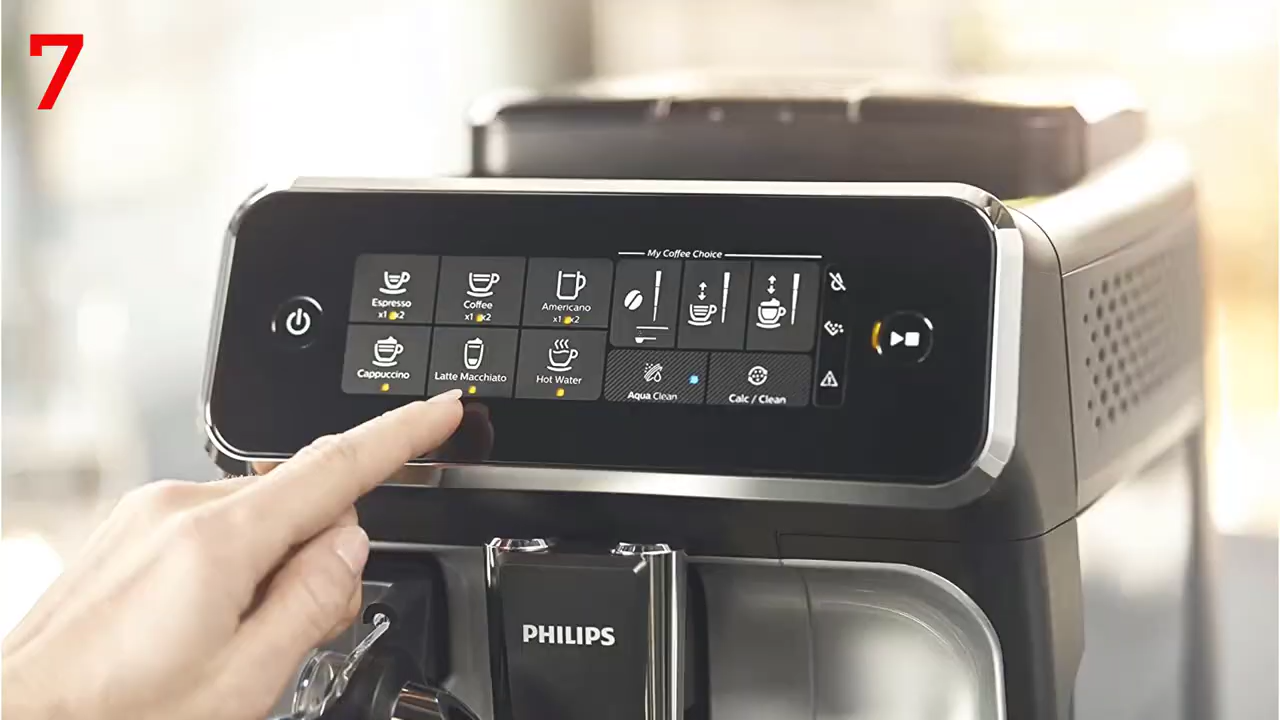 7
My Coffee Choice
Espresso
x1 x2
Coffee
x1 x2
Americano
x1 x2
Cappuccino
Latte Macchiato
Hot Water
Aqua Clean
Calc / Clean
PHILIPS